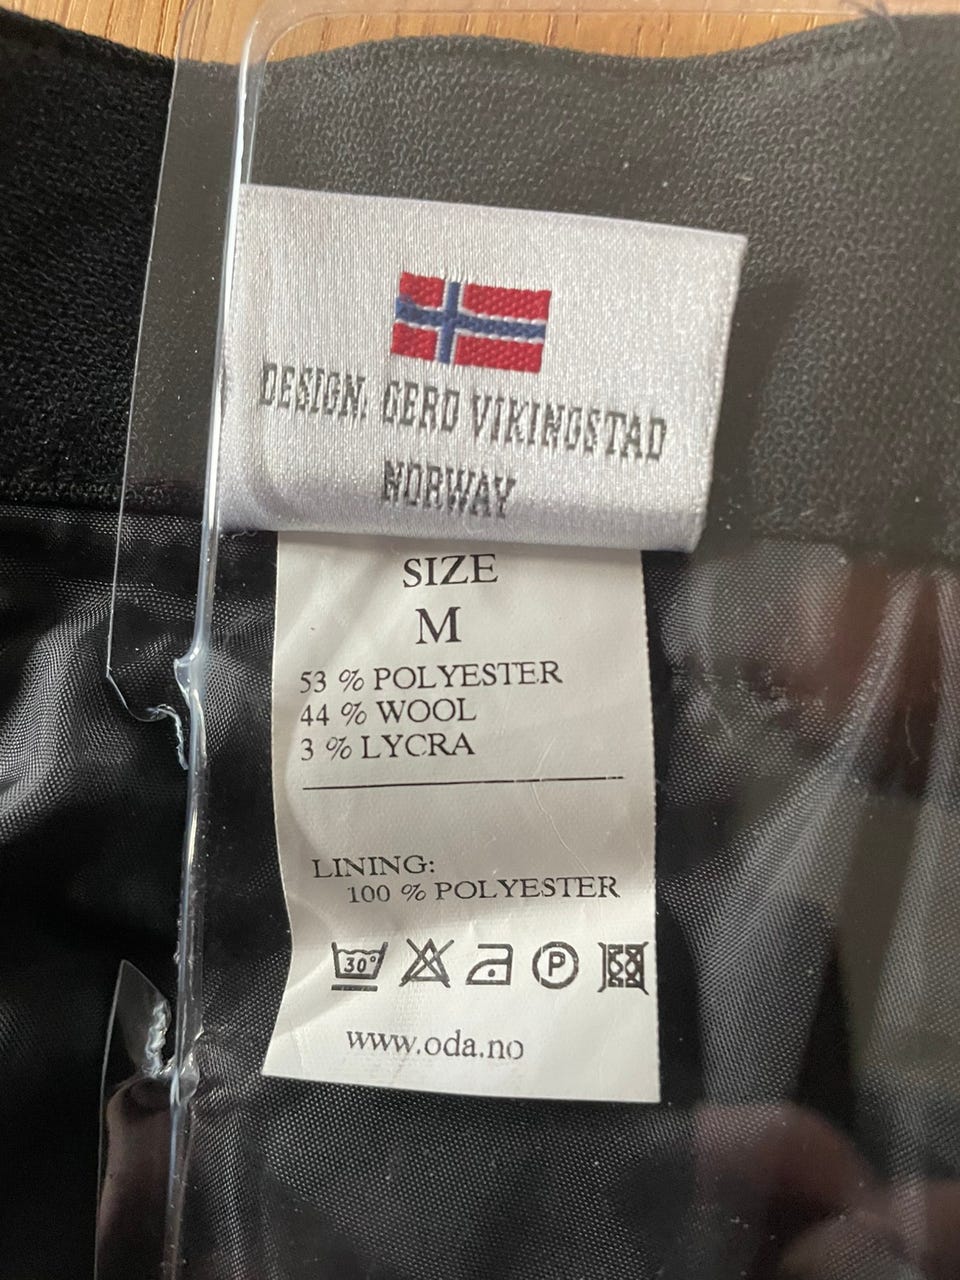 DESIGN: GERD VIKINGSTAD
NORWAY
SIZE
M
53 % POLYESTER
44 % WOOL
3 % LYCRA
LINING:
100 % POLYESTER
30° P
www.oda.no